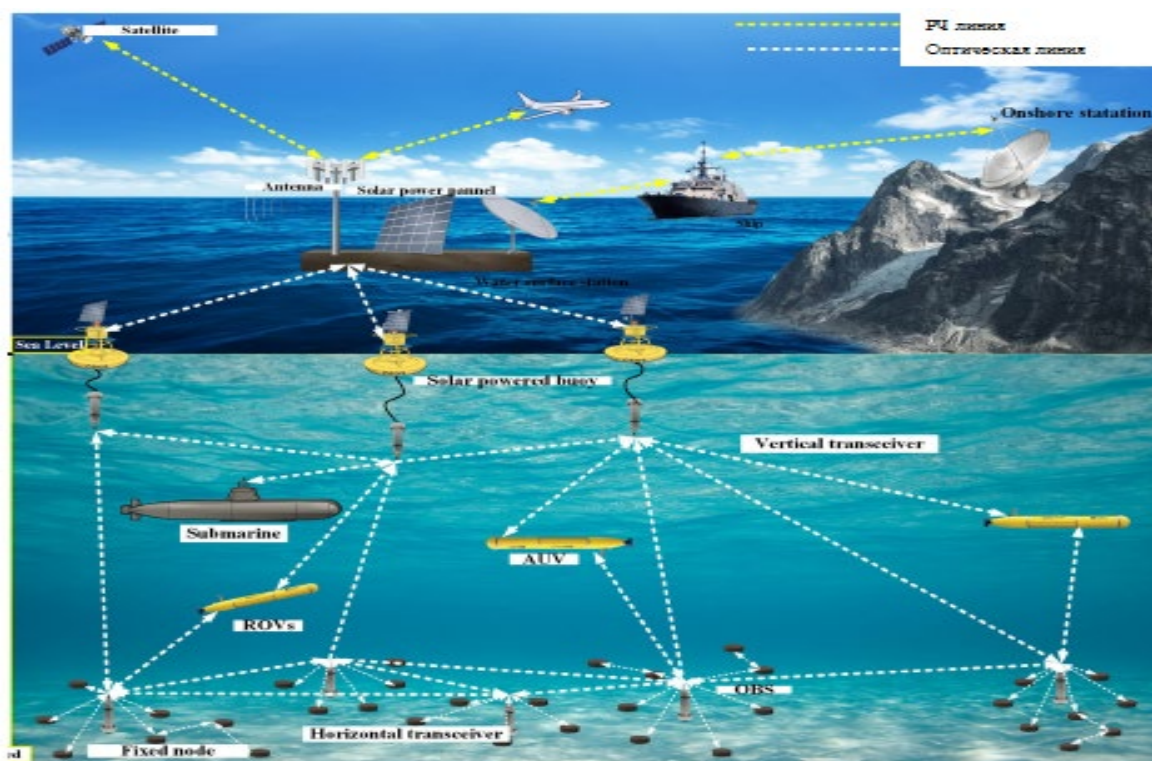 Satellite
РЧ линия
Оптическая линия
Onshore statation
Antenna
Solar power pannel
Ship
Water surface station
Sea Level
Solar powered buoy
Vertical transceiver
Submarine
AUV
ROVs
OBS
Horizontal transceiver
Fixed node